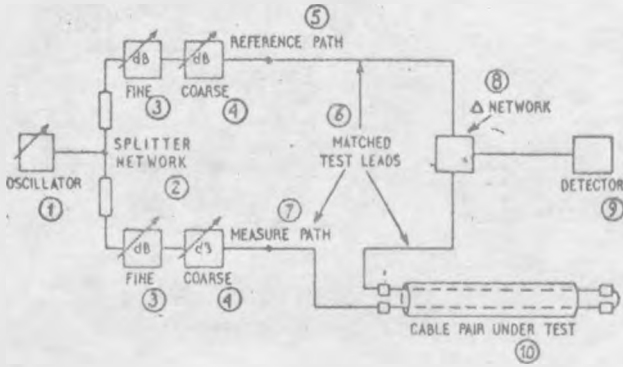 ⑤
REFERENCE PATH
dB
dB
FINE
COARSE
③
④
⑧
Δ NETWORK
⑥
MATCHED
TEST LEADS
SPLITTER
NETWORK
②
OSCILLATOR
①
DETECTOR
⑨
⑦
MEASURE PATH
dB
dB
FINE
COARSE
③
④
CABLE PAIR UNDER TEST
⑩